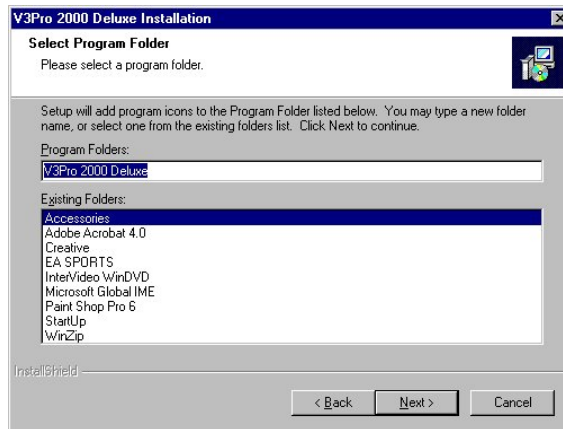 V3Pro 2000 Deluxe Installation
Select Program Folder
Please select a program folder.
Setup will add program icons to the Program Folder listed below. You may type a new folder
name, or select one from the existing folders list. Click Next to continue.
Program Folders:
V3Pro 2000 Deluxe
Existing Folders:
Accessories
Adobe Acrobat 4.0
Creative
EA SPORTS
InterVideo WinDVD
Microsoft Global IME
Paint Shop Pro 6
StartUp
WinZip
InstallShield
< Back Next > Cancel